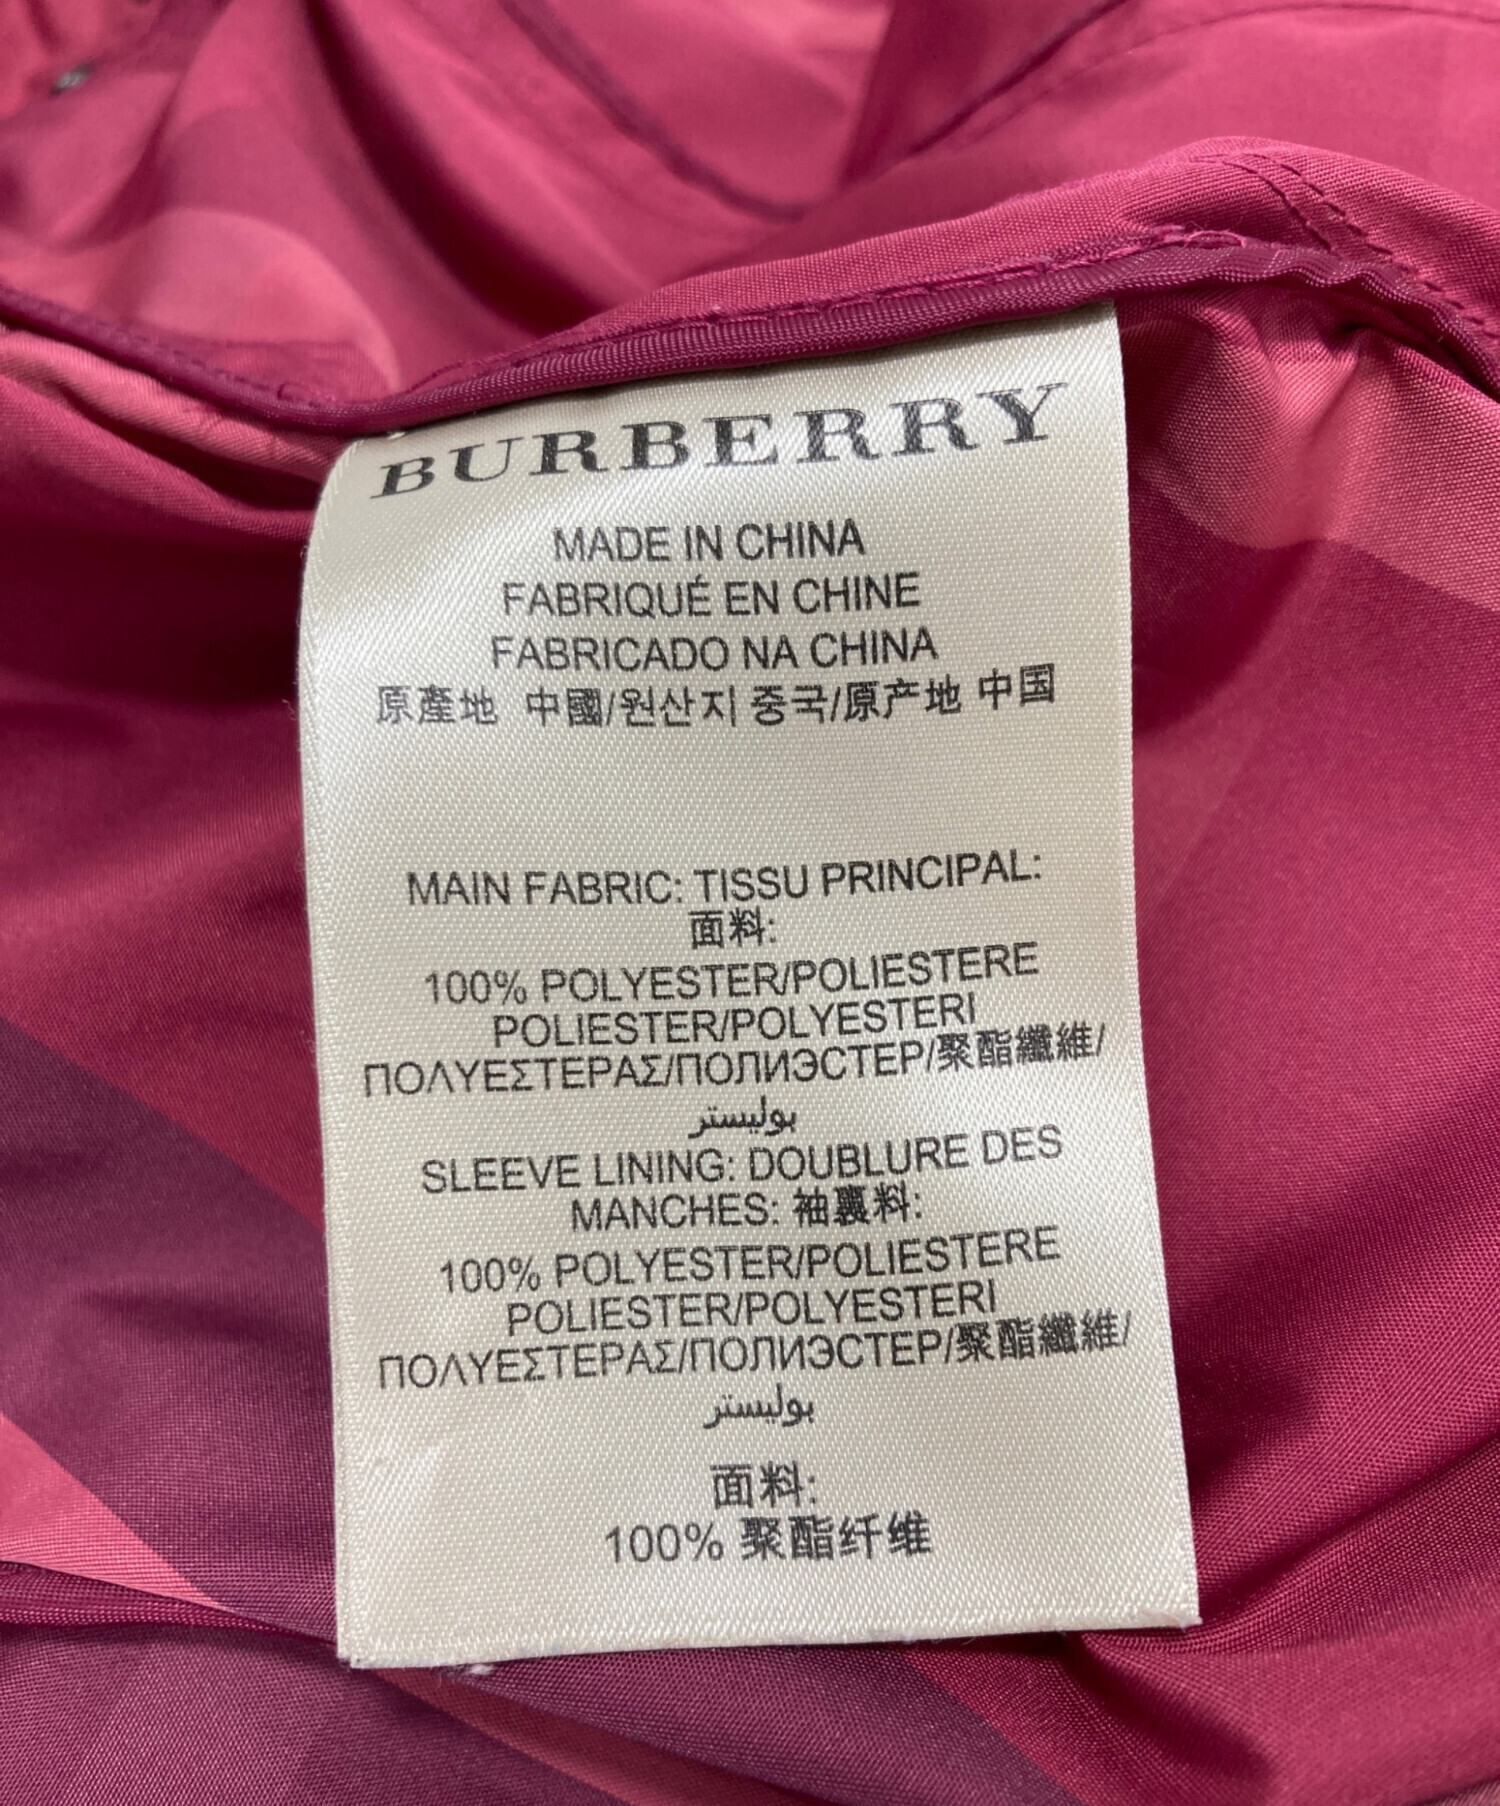 BURBERRY
MADE IN CHINA
FABRIQUÉ EN CHINE
FABRICADO NA CHINA
原產地 中國/원산지 중국/原产地 中国
MAIN FABRIC: TISSU PRINCIPAL:
面料:
100% POLYESTER/POLIESTERE
POLIESTER/POLYESTERI
ΠΟΛΥΕΣΤΕΡΑΣ/ПОЛИЭСТЕР/聚酯纖維/
بوليستر
SLEEVE LINING: DOUBLURE DES
MANCHES: 袖裏料:
100% POLYESTER/POLIESTERE
POLIESTER/POLYESTERI
ΠΟΛΥΕΣΤΕΡΑΣ/ПОЛИЭСТЕР/聚酯纖維/
بوليستر
面料:
100% 聚酯纤维